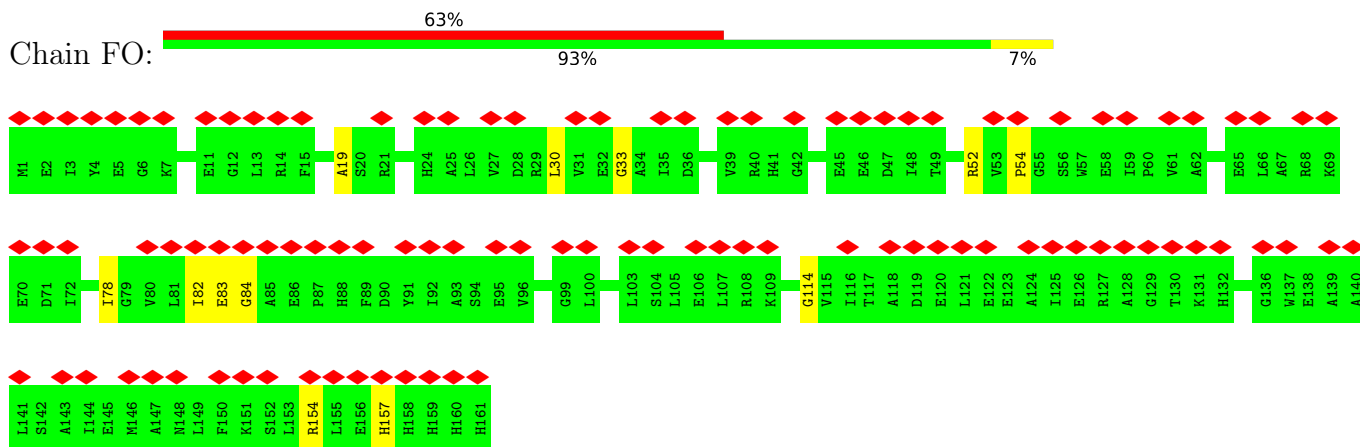 63%
Chain FO:
93% 7%
M1 E2 I3 Y4 E5 G6 K7 E11 G12 L13 R14 F15 A19 S20 R21 H24 A25 L26 V27 D28 R29 L30 V31 E32 G33 A34 I35 D36 V39 R40 H41 G42 E45 E46 D47 I48 T49 R52 V53 P54 G55 S56 W57 E58 I59 P60 V61 A62 E65 L66 A67 R68 K69
E70 D71 I72 I78 G79 V80 L81 I82 E83 G84 A85 E86 P87 H88 F89 D90 Y91 I92 A93 S94 E95 V96 G99 L100 L103 S104 L105 E106 L107 R108 K109 G114 V115 I116 T117 A118 D119 E120 L121 E122 E123 A124 I125 E126 R127 A128 G129 T130 K131 H132 G136 W137 E138 A139 A140
L141 S142 A143 I144 E145 M146 A147 N148 L149 F150 K151 S152 L153 R154 L155 E156 H157 H158 H159 H160 H161